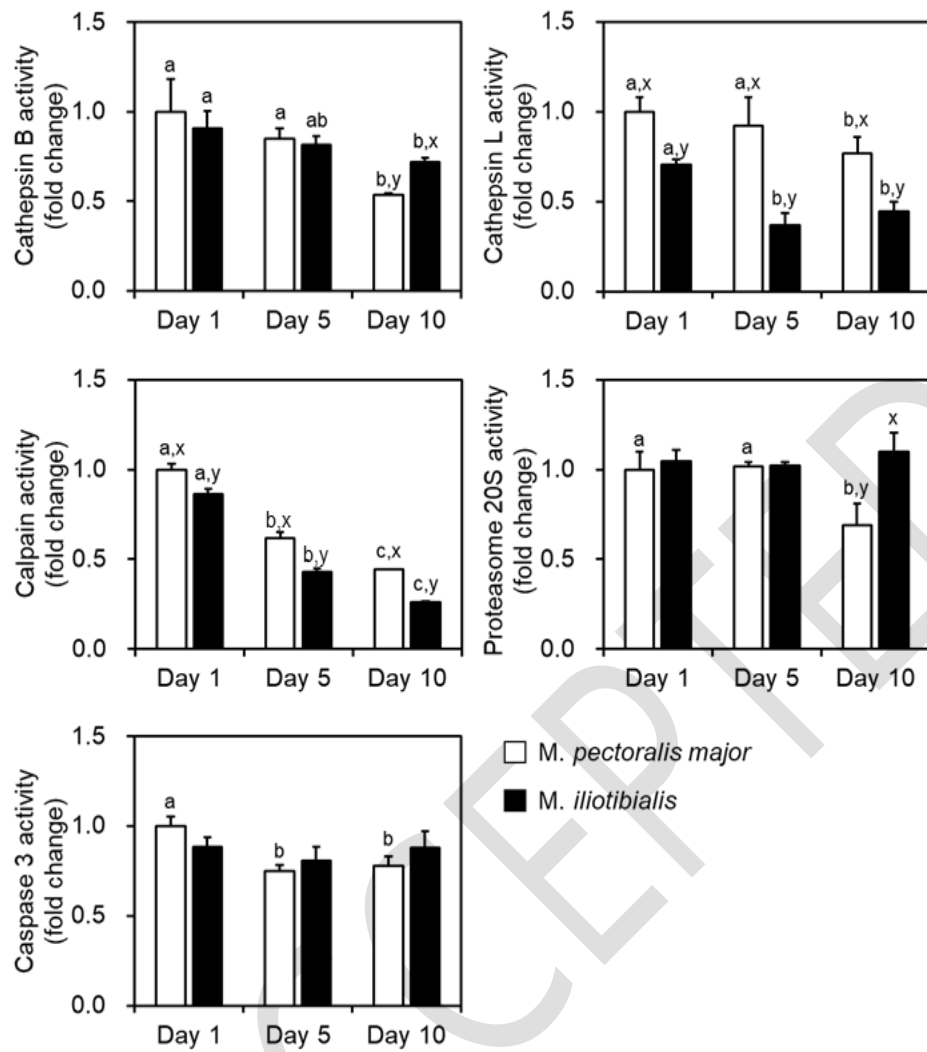 Cathepsin B activity
(fold change)
1.5
1.0
0.5
0.0
a
a
a
ab
b,y
b,x
Day 1
Day 5
Day 10
Cathepsin L activity
(fold change)
1.5
1.0
0.5
0.0
a,x
a,y
a,x
b,y
b,x
b,y
Day 1
Day 5
Day 10
Calpain activity
(fold change)
1.5
1.0
0.5
0.0
a,x
a,y
b,x
b,y
c,x
c,y
Day 1
Day 5
Day 10
Proteasome 20S activity
(fold change)
1.5
1.0
0.5
0.0
a
a
b,y
x
Day 1
Day 5
Day 10
Caspase 3 activity
(fold change)
1.5
1.0
0.5
0.0
a
b
b
Day 1
Day 5
Day 10
M. pectoralis major
M. iliotibialis
CCEPTED